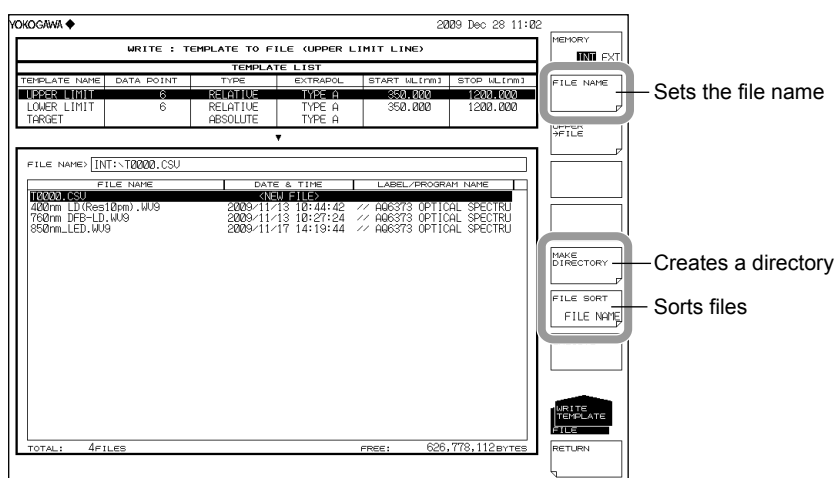 YOKOGAWA ◆ 2009 Dec 28 11:02
WRITE : TEMPLATE TO FILE (UPPER LIMIT LINE)
TEMPLATE LIST
TEMPLATE NAME DATA POINT TYPE EXTRAPOL START WL[nm] STOP WL[nm]
UPPER LIMIT 6 RELATIVE TYPE A 350.000 1200.000
LOWER LIMIT 6 RELATIVE TYPE A 350.000 1200.000
TARGET ABSOLUTE TYPE A
▼
FILE NAME> INT:\T0000.CSV
FILE NAME DATE & TIME LABEL/PROGRAM NAME
T0000.CSV <NEW FILE>
400nm LD(Res10pm).WV9 2009/11/13 10:44:42 // AQ6373 OPTICAL SPECTRU
760nm DFB-LD.WV9 2009/11/13 10:27:24 // AQ6373 OPTICAL SPECTRU
850nm_LED.WV9 2009/11/17 14:19:44 // AQ6373 OPTICAL SPECTRU
TOTAL: 4FILES FREE: 626,778,112BYTES
MEMORY
INT EXT
FILE NAME
Sets the file name
UPPER
→FILE
MAKE
DIRECTORY
Creates a directory
FILE SORT
FILE NAME
Sorts files
WRITE
TEMPLATE
FILE
RETURN